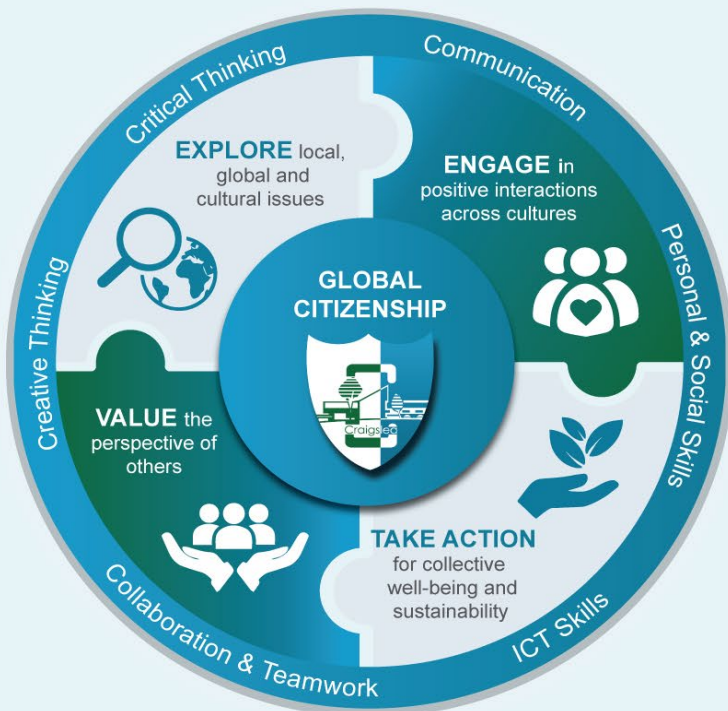 Critical Thinking
Communication
Personal & Social Skills
ICT Skills
Collaboration & Teamwork
Creative Thinking
EXPLORE local,
global and
cultural issues
ENGAGE in
positive interactions
across cultures
GLOBAL
CITIZENSHIP
Craigslea
VALUE the
perspective of
others
TAKE ACTION
for collective
well-being and
sustainability